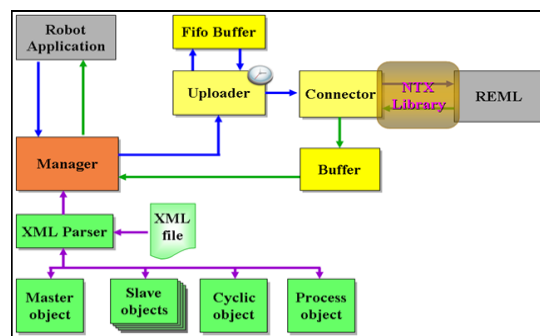 Robot
Application
Fifo Buffer
Uploader
Connector
NTX
Library
REML
Manager
Buffer
XML Parser
XML
file
Master
object
Slave
objects
Cyclic
object
Process
object